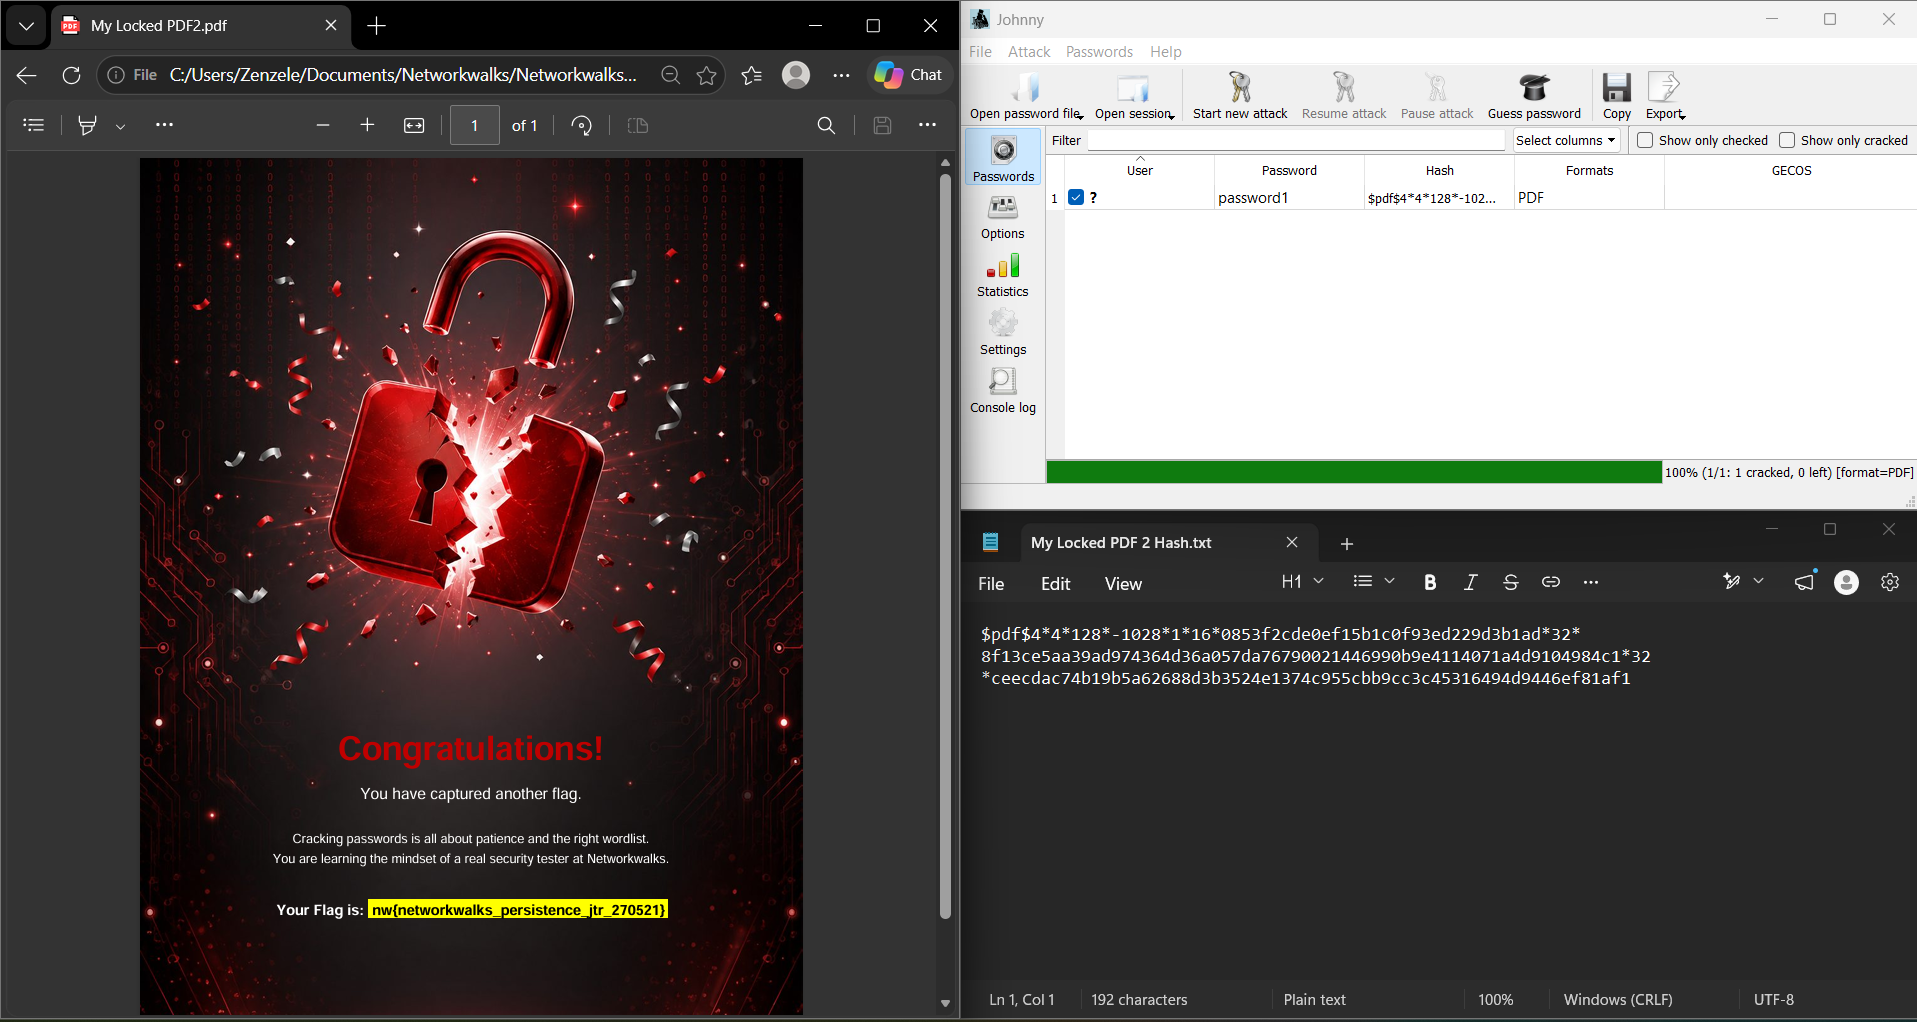 My Locked PDF2.pdf
File C:/Users/Zenzele/Documents/Networkwalks/Networkwalks...
Chat
1 of 1
Congratulations!
You have captured another flag.
Cracking passwords is all about patience and the right wordlist.
You are learning the mindset of a real security tester at Networkwalks.
Your Flag is: nw{networkwalks_persistence_jtr_270521}
Johnny
File Attack Passwords Help
Open password file Open session Start new attack Resume attack Pause attack Guess password Copy Export
Passwords
Options
Statistics
Settings
Console log
Filter Select columns Show only checked Show only cracked
User Password Hash Formats GECOS
1 ? password1 $pdf$4*4*128*-102... PDF
100% (1/1: 1 cracked, 0 left) [format=PDF]
My Locked PDF 2 Hash.txt
File Edit View H1
$pdf$4*4*128*-1028*1*16*0853f2cde0ef15b1c0f93ed229d3b1ad*32*
8f13ce5aa39ad974364d36a057da76790021446990b9e4114071a4d9104984c1*32
*ceecdac74b19b5a62688d3b3524e1374c955cbb9cc3c45316494d9446ef81af1
Ln 1, Col 1 192 characters Plain text 100% Windows (CRLF) UTF-8